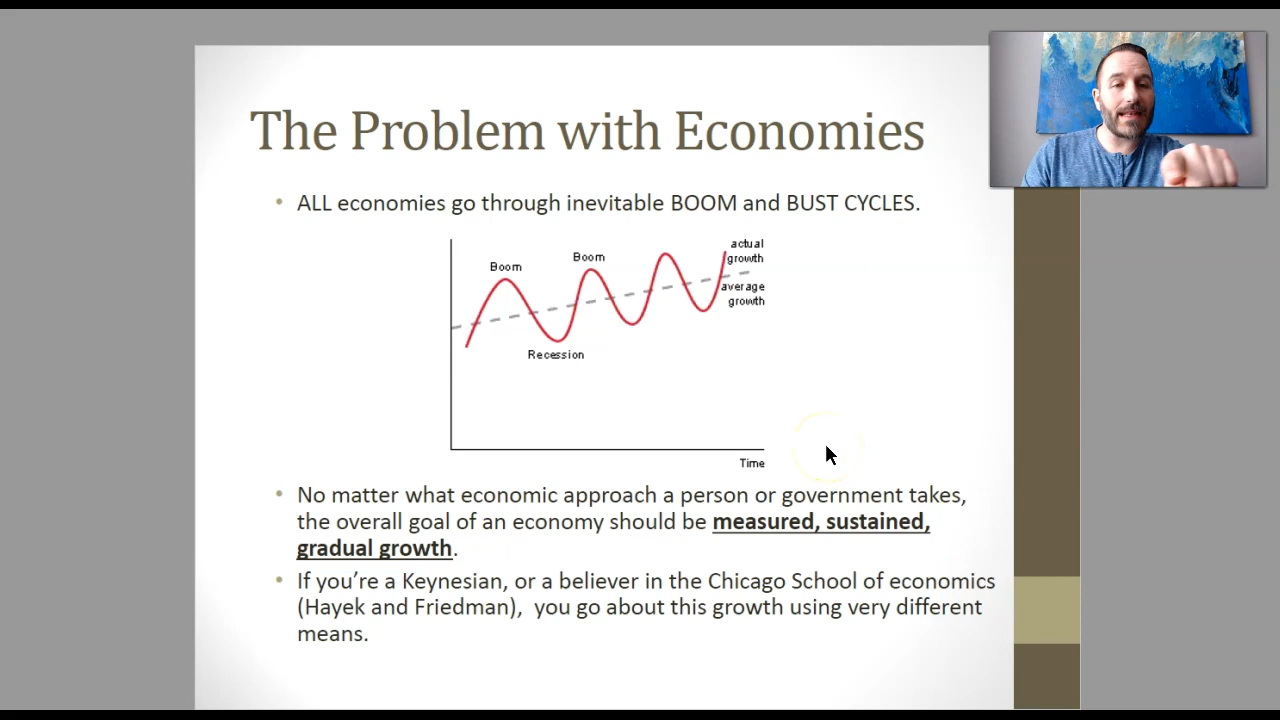 The Problem with Economies
• ALL economies go through inevitable BOOM and BUST CYCLES.
actual
growth
Boom
Boom
average
growth
Recession
Time
• No matter what economic approach a person or government takes,
the overall goal of an economy should be measured, sustained,
gradual growth.
• If you’re a Keynesian, or a believer in the Chicago School of economics
(Hayek and Friedman),  you go about this growth using very different
means.